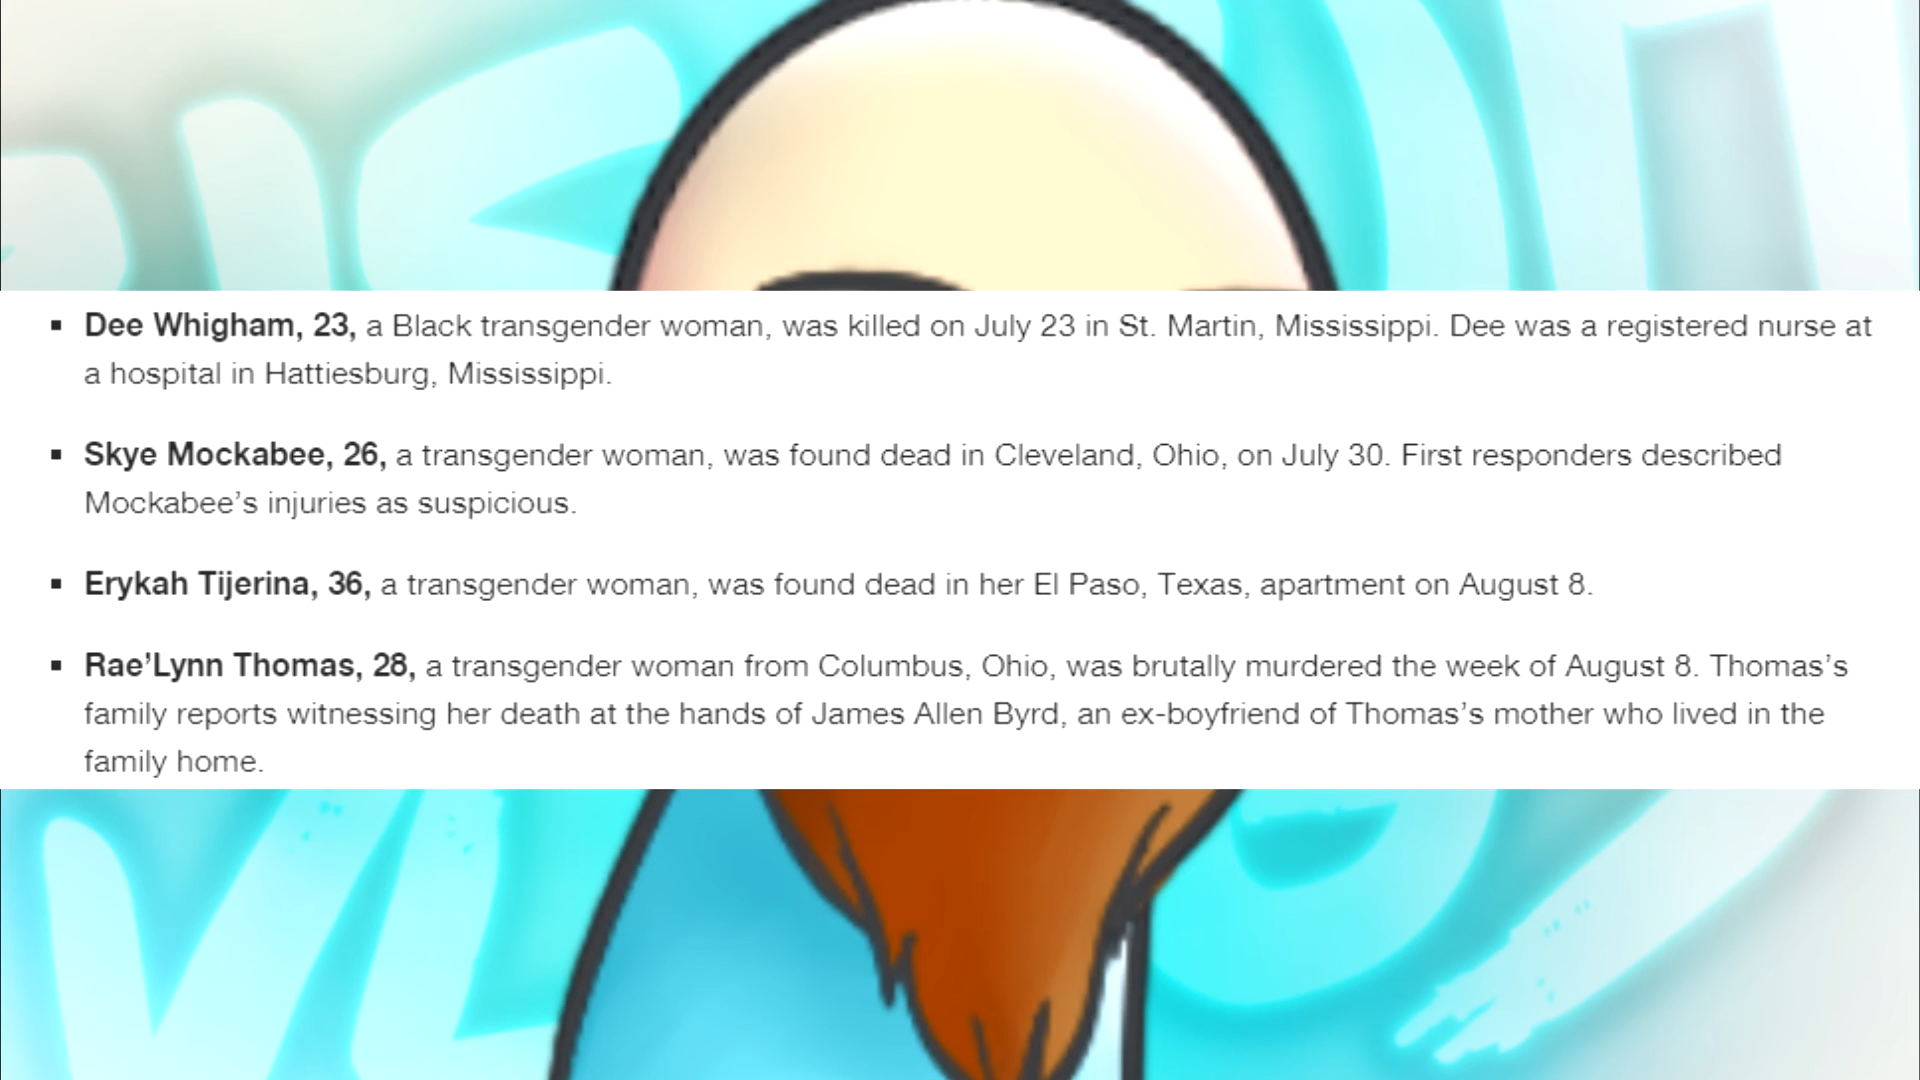 ▪ Dee Whigham, 23, a Black transgender woman, was killed on July 23 in St. Martin, Mississippi. Dee was a registered nurse at
a hospital in Hattiesburg, Mississippi.
▪ Skye Mockabee, 26, a transgender woman, was found dead in Cleveland, Ohio, on July 30. First responders described
Mockabee’s injuries as suspicious.
▪ Erykah Tijerina, 36, a transgender woman, was found dead in her El Paso, Texas, apartment on August 8.
▪ Rae’Lynn Thomas, 28, a transgender woman from Columbus, Ohio, was brutally murdered the week of August 8. Thomas’s
family reports witnessing her death at the hands of James Allen Byrd, an ex-boyfriend of Thomas’s mother who lived in the
family home.